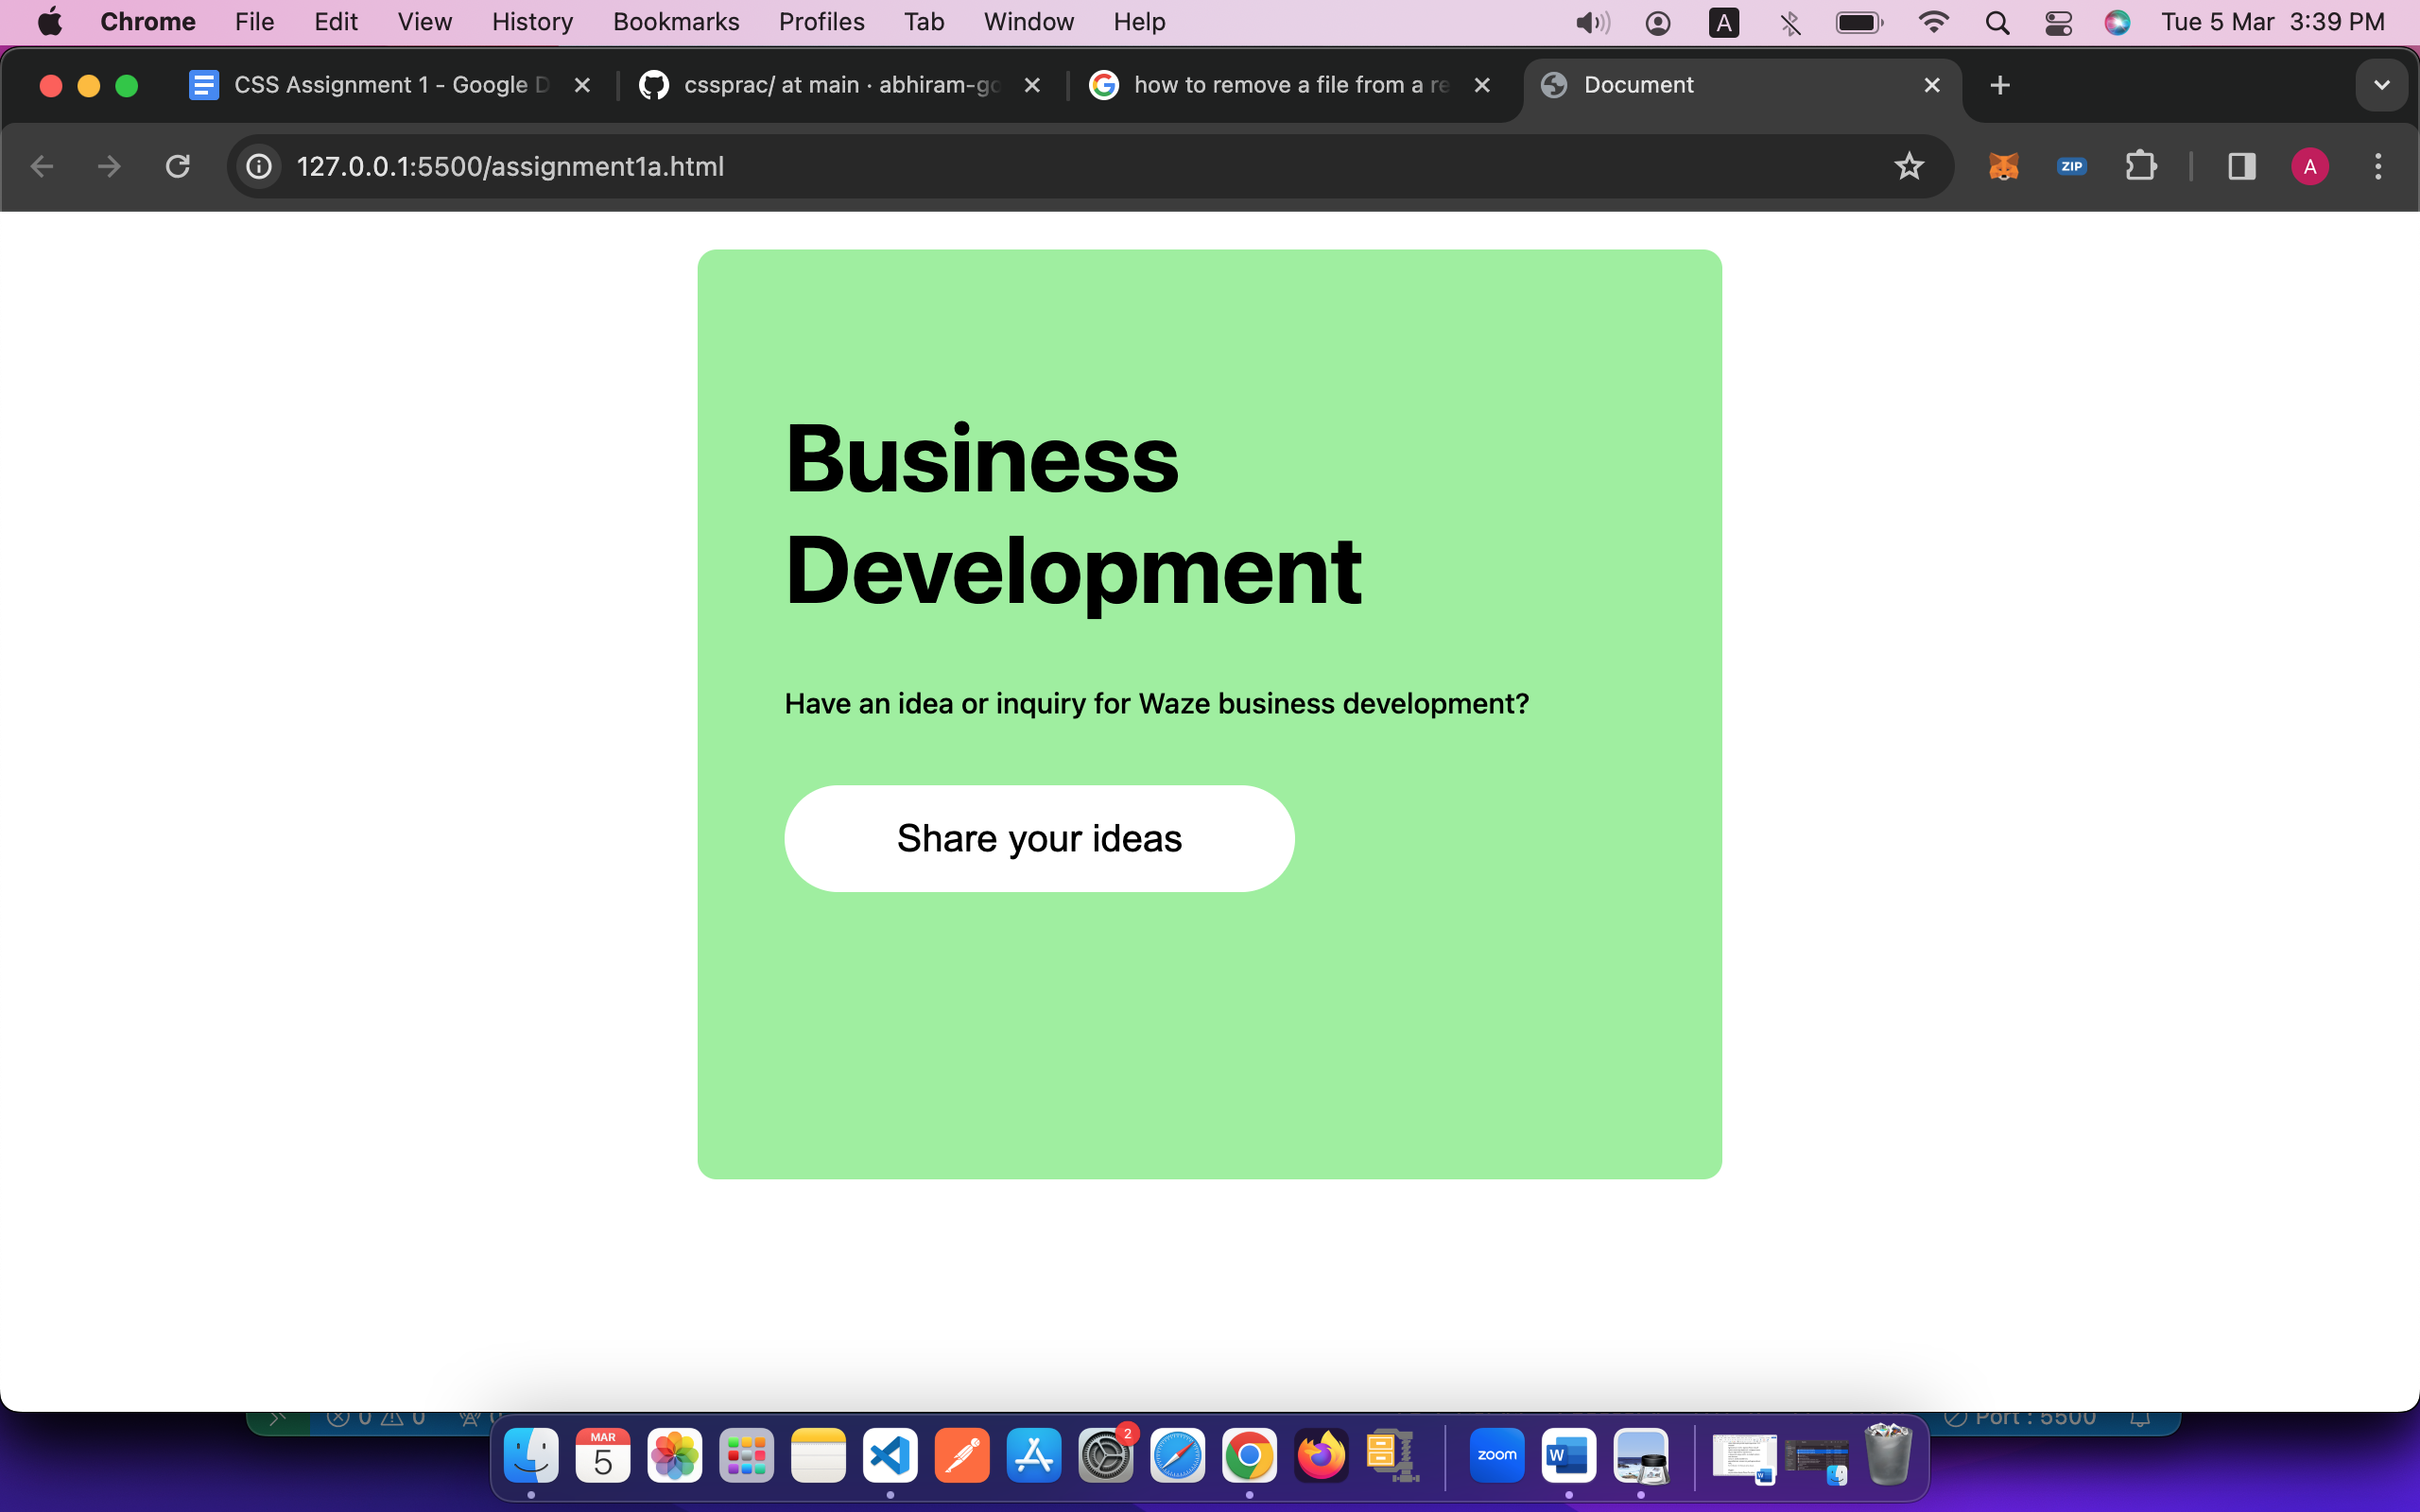 Chrome File Edit View History Bookmarks Profiles Tab Window Help A Tue 5 Mar 3:39 PM
CSS Assignment 1 - Google D cssprac/ at main · abhiram-go how to remove a file from a re Document
127.0.0.1:5500/assignment1a.html ZIP A
Business
Development
Have an idea or inquiry for Waze business development?
Share your ideas
0 0 Port : 5500
MAR
5
2
zoom
W